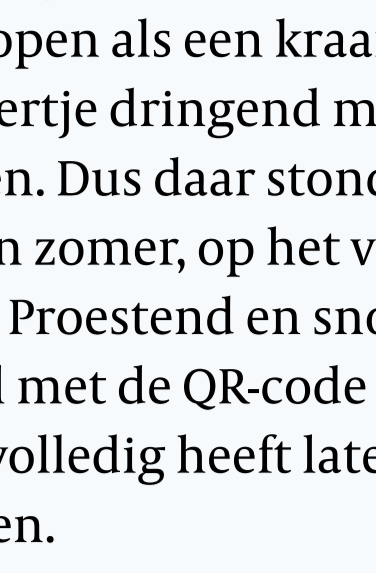 open als een kraa
ertje dringend m
en. Dus daar stond
n zomer, op het v
Proestend en sno
l met de QR-code
volledig heeft late
en.